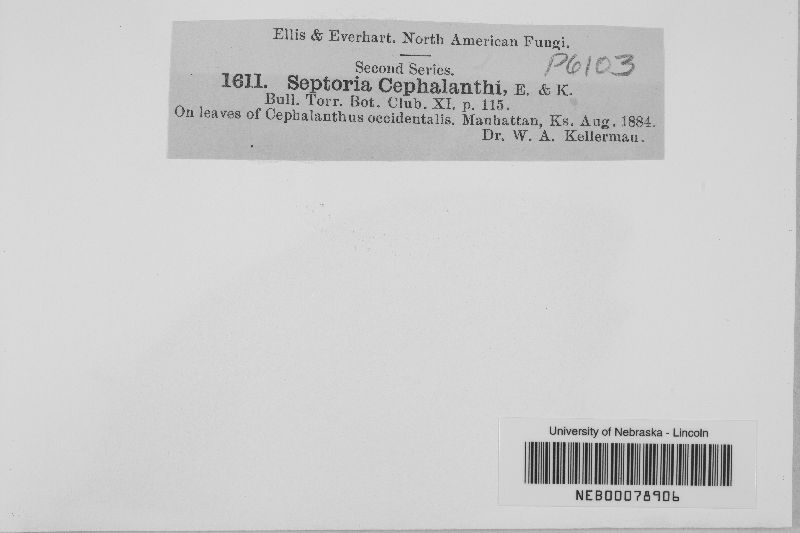 Ellis & Everhart. North American Fungi.
Second Series.
P6103
1611. Septoria Cephalanthi, E. & K.
Bull. Torr. Bot. Club. XI. p. 115.
On leaves of Cephalanthus occidentalis. Manhattan, Ks. Aug. 1884.
Dr. W. A. Kellerman.
University of Nebraska - Lincoln
NEB00078906